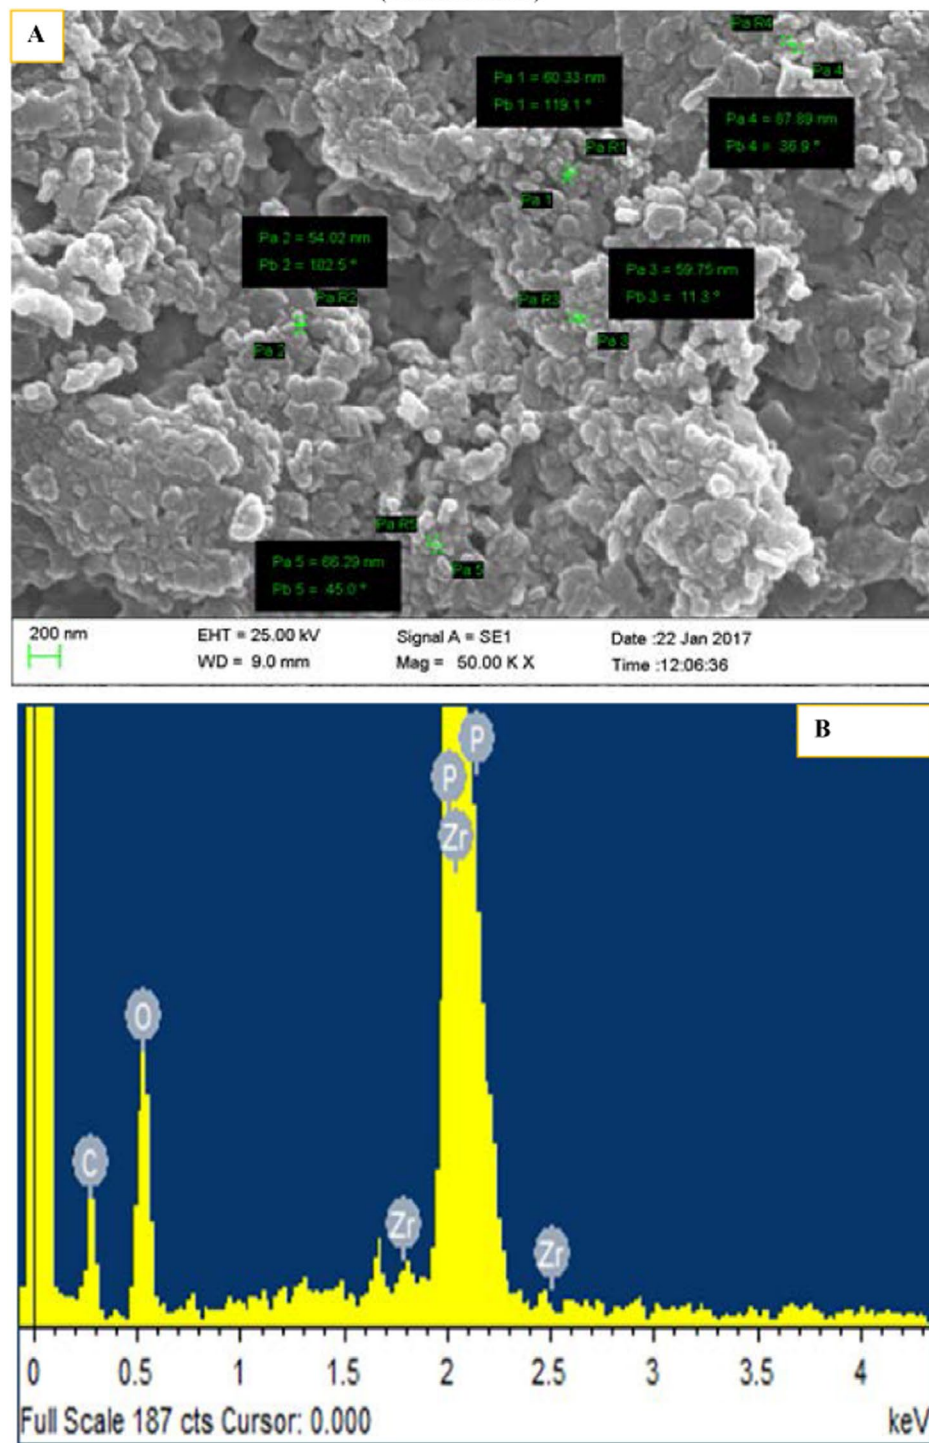 A
Pa R4
Pa 4
Pa 1 = 60.33 nm
Pb 1 = 119.1 °
Pa 4 = 87.89 nm
Pb 4 = 36.9 °
Pa R1
Pa 1
Pa 2 = 54.02 nm
Pb 2 = 102.5 °
Pa 3 = 59.75 nm
Pb 3 = 11.3 °
Pa R2
Pa R3
Pa 2
Pa 3
Pa R5
Pa 5
Pa 5 = 66.29 nm
Pb 5 = 45.0 °
200 nm
EHT = 25.00 kV
Signal A = SE1
Date :22 Jan 2017
WD = 9.0 mm
Mag = 50.00 K X
Time :12:06:36
B
P
P
Zr
O
C
Zr
Zr
0 0.5 1 1.5 2 2.5 3 3.5 4
Full Scale 187 cts Cursor: 0.000
keV